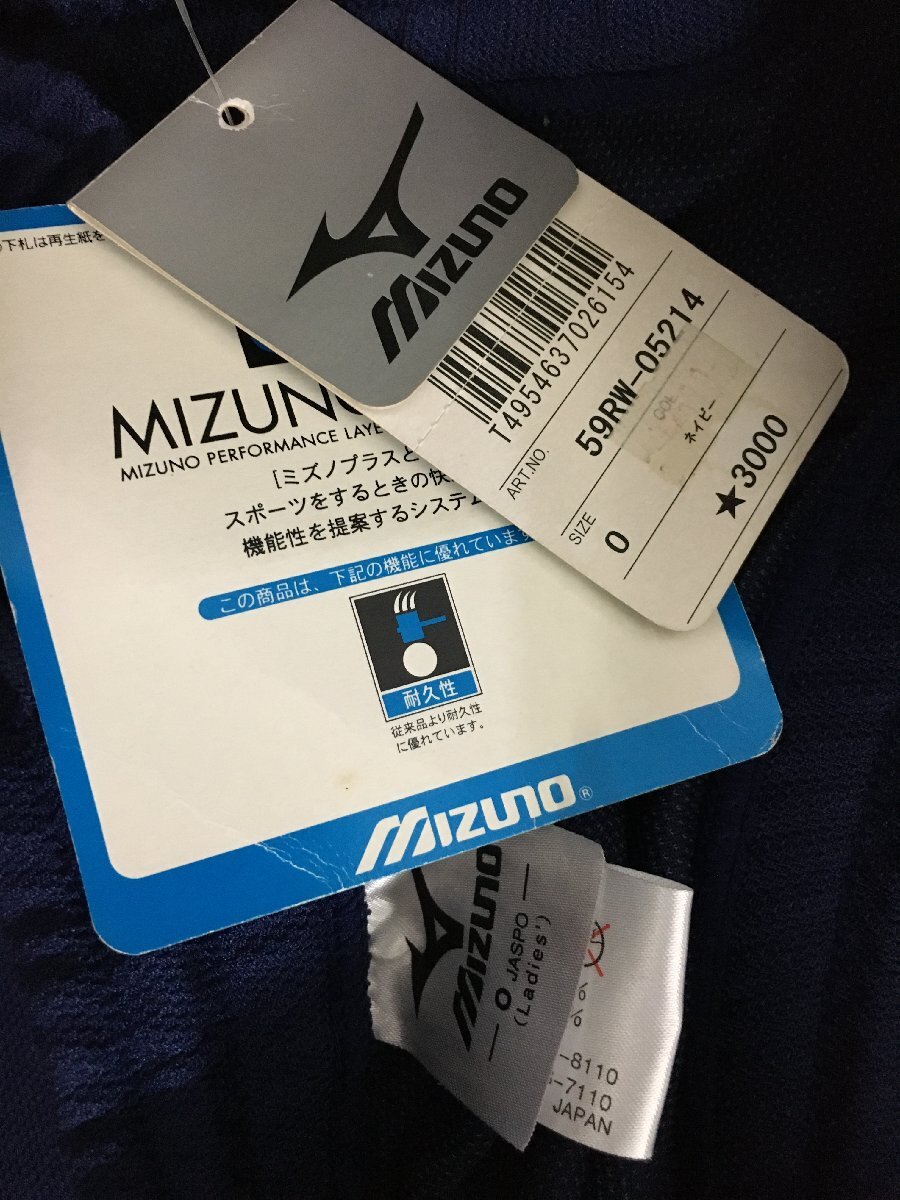 MIZUNO
T4954637026154
ART.NO.
59RW-05214
COL
ネイビー
SIZE
0
★3000
下札は再生紙を
MIZUNO
MIZUNO PERFORMANCE LAYE
[ミズノプラスと
スポーツをするときの快
機能性を提案するシステム
この商品は、下記の機能に優れています
耐久性
従来品より耐久性
に優れています。
MIZUNO®
MIZUNO
O JASPO
(Ladies')
%
%
-8110
-7110
JAPAN